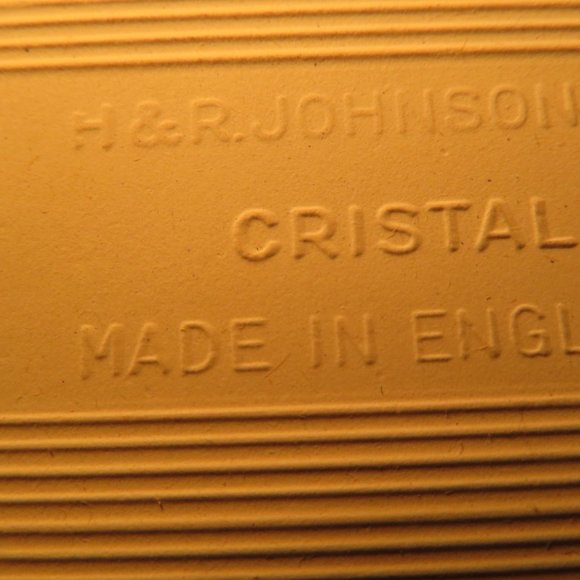 H & R. JOHNSON
CRISTAL
MADE IN ENGL